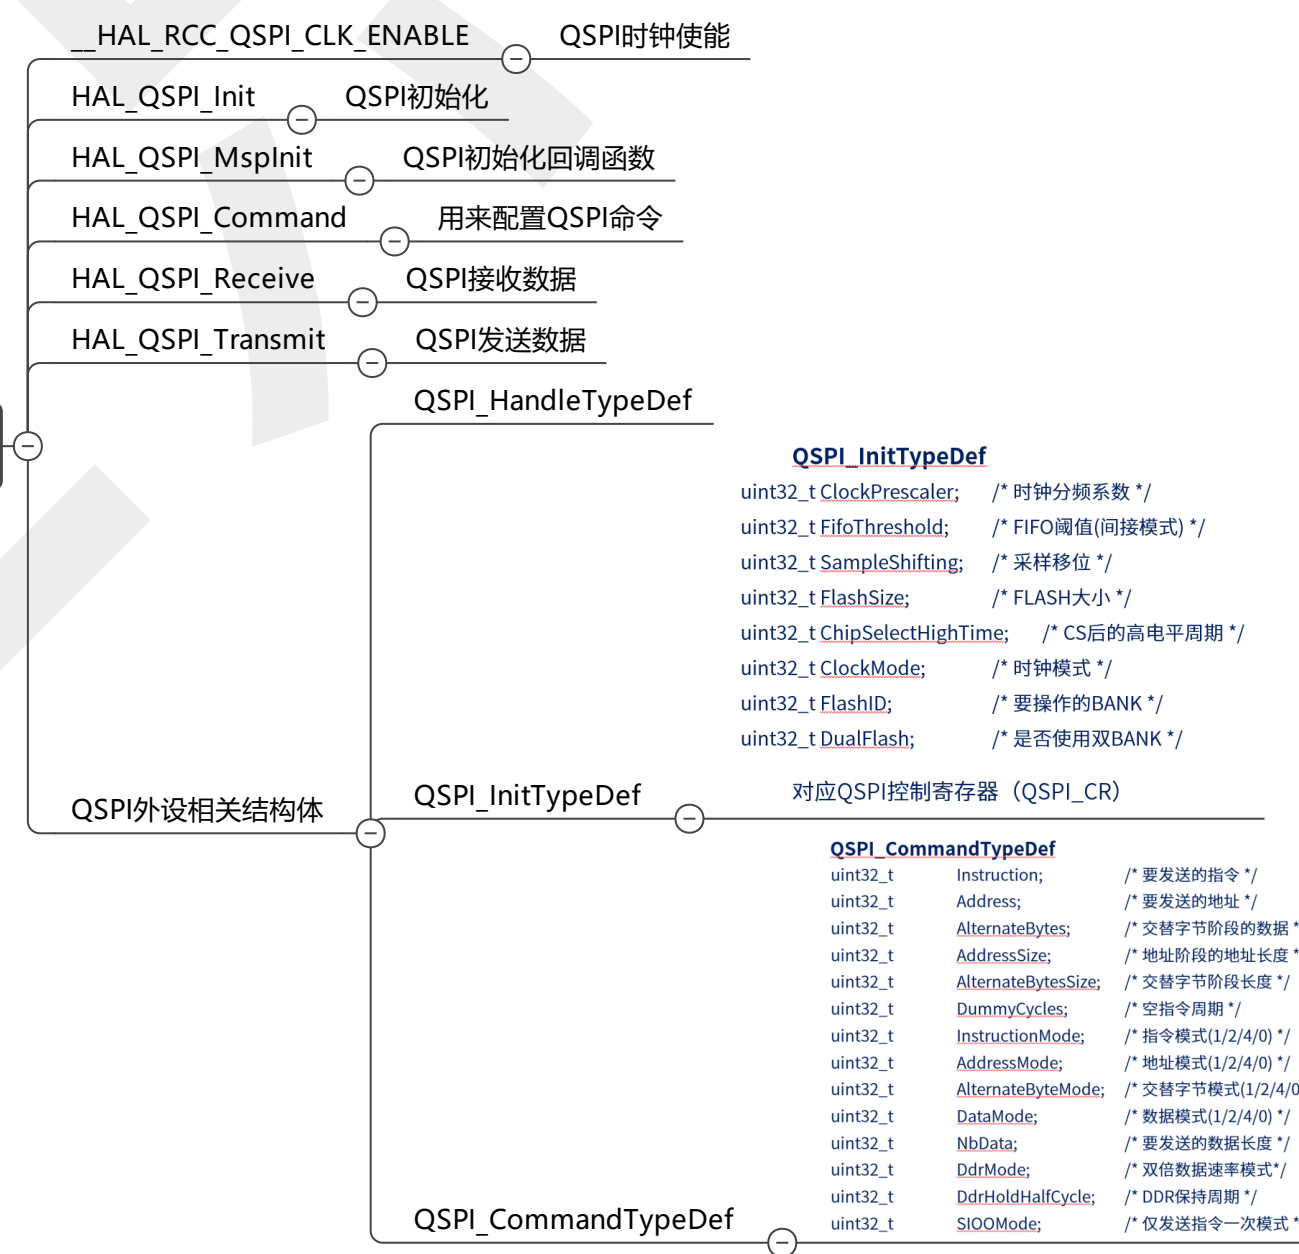 __HAL_RCC_QSPI_CLK_ENABLE QSPI时钟使能
HAL_QSPI_Init QSPI初始化
HAL_QSPI_MspInit QSPI初始化回调函数
HAL_QSPI_Command 用来配置QSPI命令
HAL_QSPI_Receive QSPI接收数据
HAL_QSPI_Transmit QSPI发送数据
QSPI外设相关结构体
QSPI_HandleTypeDef
QSPI_InitTypeDef
uint32_t ClockPrescaler; /* 时钟分频系数 */
uint32_t FifoThreshold; /* FIFO阈值(间接模式) */
uint32_t SampleShifting; /* 采样移位 */
uint32_t FlashSize; /* FLASH大小 */
uint32_t ChipSelectHighTime; /* CS后的高电平周期 */
uint32_t ClockMode; /* 时钟模式 */
uint32_t FlashID; /* 要操作的BANK */
uint32_t DualFlash; /* 是否使用双BANK */
QSPI_InitTypeDef 对应QSPI控制寄存器（QSPI_CR）
QSPI_CommandTypeDef
uint32_t Instruction; /* 要发送的指令 */
uint32_t Address; /* 要发送的地址 */
uint32_t AlternateBytes; /* 交替字节阶段的数据 *
uint32_t AddressSize; /* 地址阶段的地址长度 *
uint32_t AlternateBytesSize; /* 交替字节阶段长度 */
uint32_t DummyCycles; /* 空指令周期 */
uint32_t InstructionMode; /* 指令模式(1/2/4/0) */
uint32_t AddressMode; /* 地址模式(1/2/4/0) */
uint32_t AlternateByteMode; /* 交替字节模式(1/2/4/0
uint32_t DataMode; /* 数据模式(1/2/4/0) */
uint32_t NbData; /* 要发送的数据长度 */
uint32_t DdrMode; /* 双倍数据速率模式*/
uint32_t DdrHoldHalfCycle; /* DDR保持周期 */
uint32_t SIOOMode; /* 仅发送指令一次模式 *
QSPI_CommandTypeDef